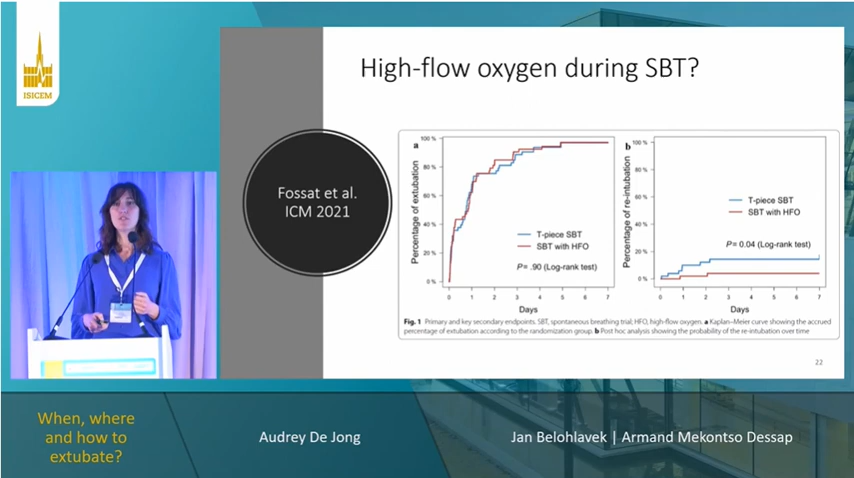 ISICEM
High-flow oxygen during SBT?
Fossat et al.
ICM 2021
a
100 %
80 %
60 %
40 %
20 %
0 %
Percentage of extubation
T-piece SBT
SBT with HFO
P= .90 (Log-rank test)
0 1 2 3 4 5 6 7
Days
b
100 %
80 %
60 %
40 %
20 %
0 %
Percentage of re-intubation
T-piece SBT
SBT with HFO
P= 0.04 (Log-rank test)
0 1 2 3 4 5 6 7
Days
Fig. 1 Primary and key secondary endpoints. SBT, spontaneous breathing trial; HFO, high-flow oxygen. a Kaplan–Meier curve showing the accrued
percentage of extubation according to the randomization group. b Post hoc analysis showing the probability of the re-intubation over time
22
When, where
and how to
extubate?
Audrey De Jong
Jan Belohlavek | Armand Mekontso Dessap